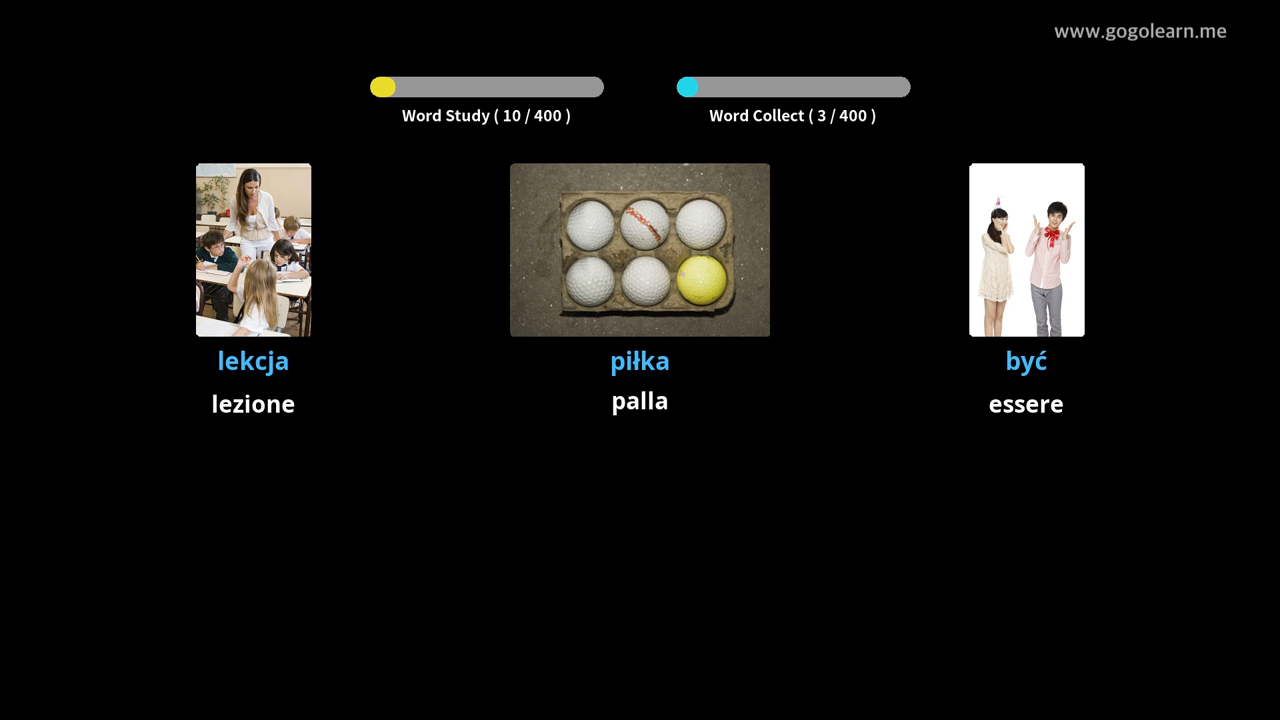 www.gogolearn.me
Word Study ( 10 / 400 )
Word Collect ( 3 / 400 )
lekcja
lezione
piłka
palla
być
essere